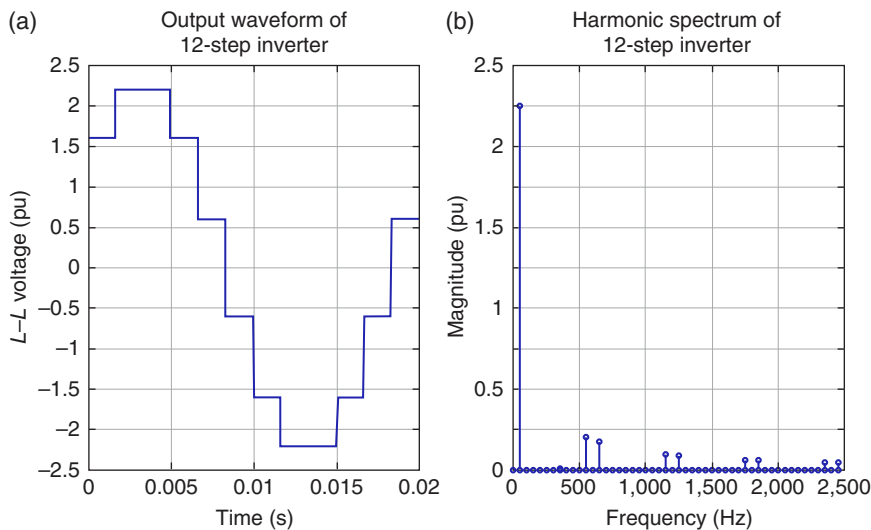 (a)
Output waveform of
12-step inverter
L–L voltage (pu)
2.5
2
1.5
1
0.5
0
–0.5
–1
–1.5
–2
–2.5
0 0.005 0.01 0.015 0.02
Time (s)
(b)
Harmonic spectrum of
12-step inverter
Magnitude (pu)
2.5
2
1.5
1
0.5
0
0 500 1,000 1,500 2,000 2,500
Frequency (Hz)